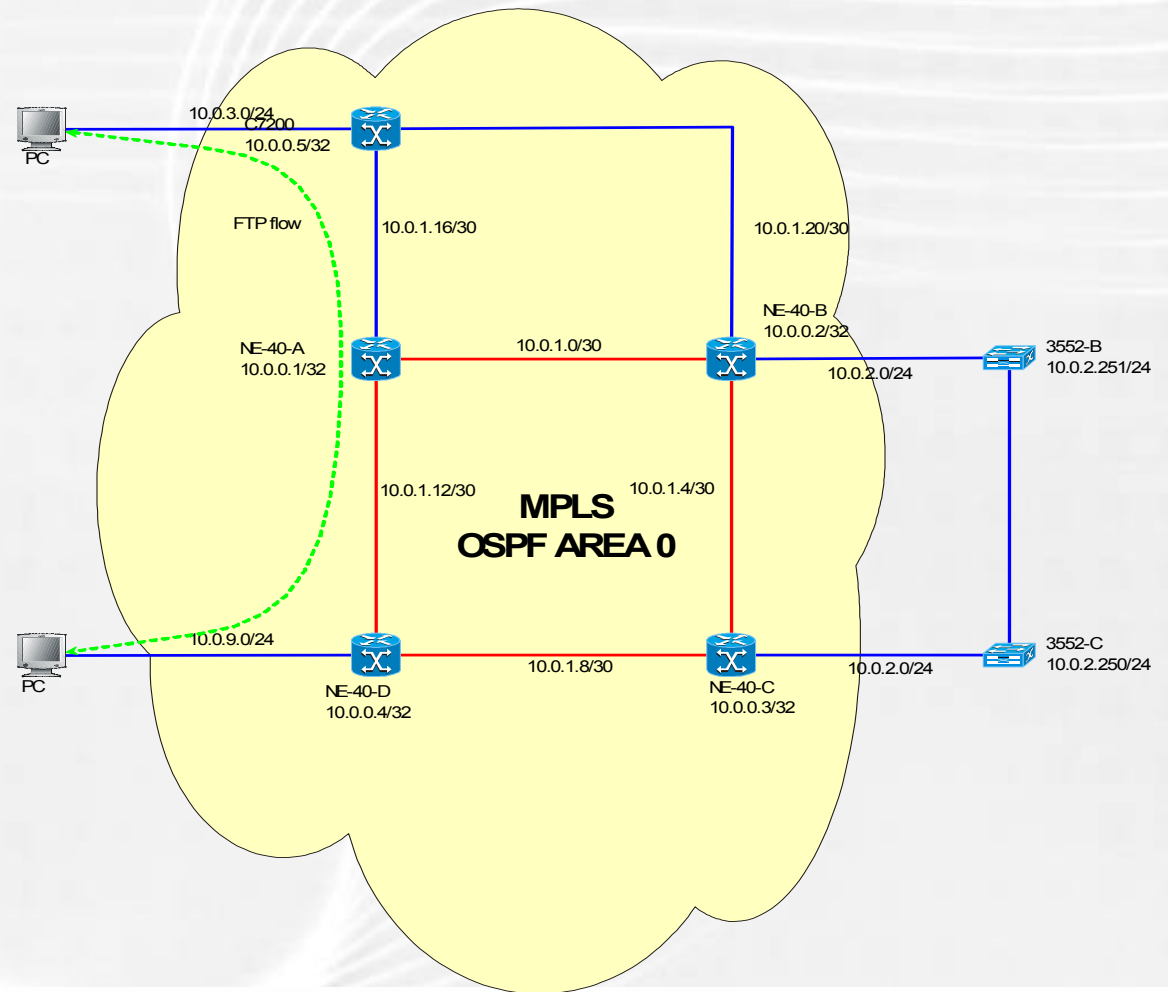 10.0.3.0/24
C7200
10.0.0.5/32
PC
FTP flow
10.0.1.16/30
10.0.1.20/30
NE-40-B
10.0.0.2/32
NE-40-A
10.0.0.1/32
10.0.1.0/30
3552-B
10.0.2.251/24
10.0.2.0/24
10.0.1.12/30
10.0.1.4/30
MPLS
OSPF AREA 0
10.0.9.0/24
PC
10.0.1.8/30
10.0.2.0/24
3552-C
10.0.2.250/24
NE-40-D
10.0.0.4/32
NE-40-C
10.0.0.3/32